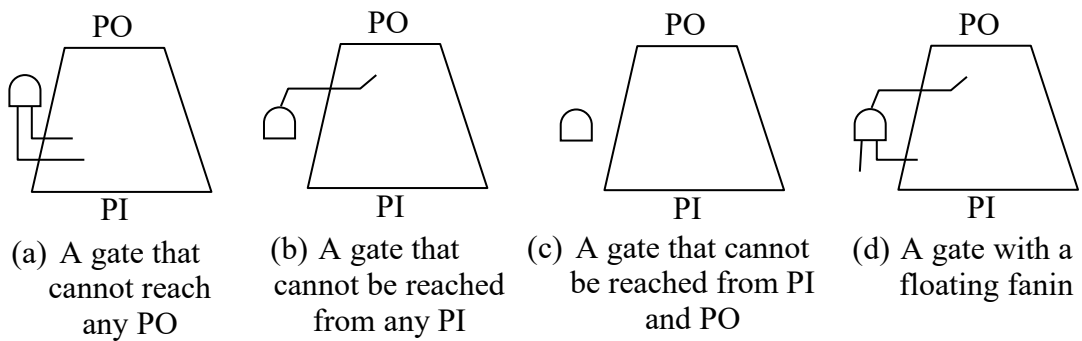 PO
PI
(a) A gate that
cannot reach
any PO
PO
PI
(b) A gate that
cannot be reached
from any PI
PO
PI
(c) A gate that cannot
be reached from PI
and PO
PO
PI
(d) A gate with a
floating fanin